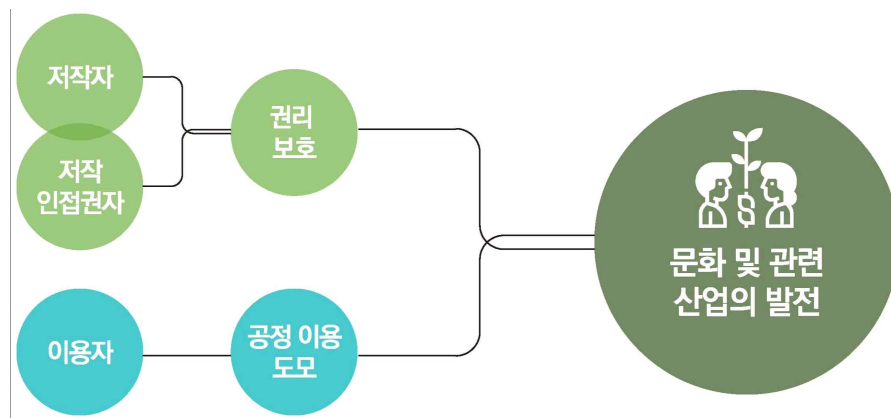 저작자
저작
인접권자
권리
보호
이용자
공정 이용
도모
문화 및 관련
산업의 발전